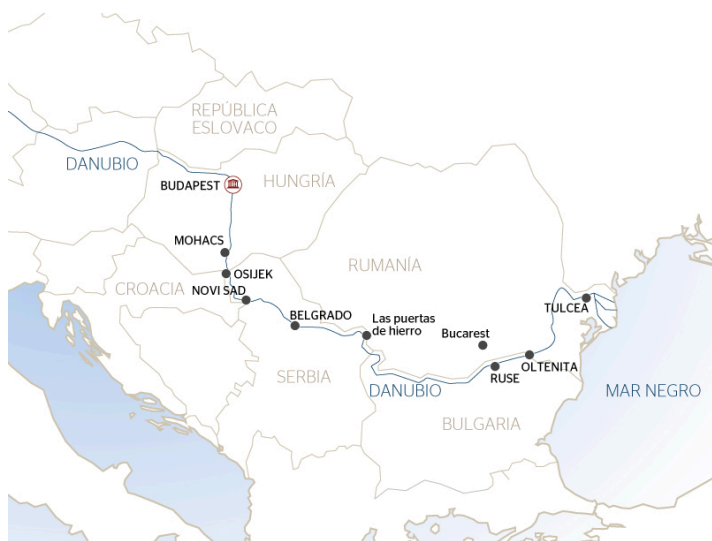 REPÚBLICA
ESLOVACO
DANUBIO
BUDAPEST
HUNGRÍA
MOHACS
OSIJEK
CROACIA
NOVI SAD
RUMANÍA
BELGRADO
Las puertas
de hierro
Bucarest
TULCEA
OLTENITA
RUSE
SERBIA
DANUBIO
MAR NEGRO
BULGARIA